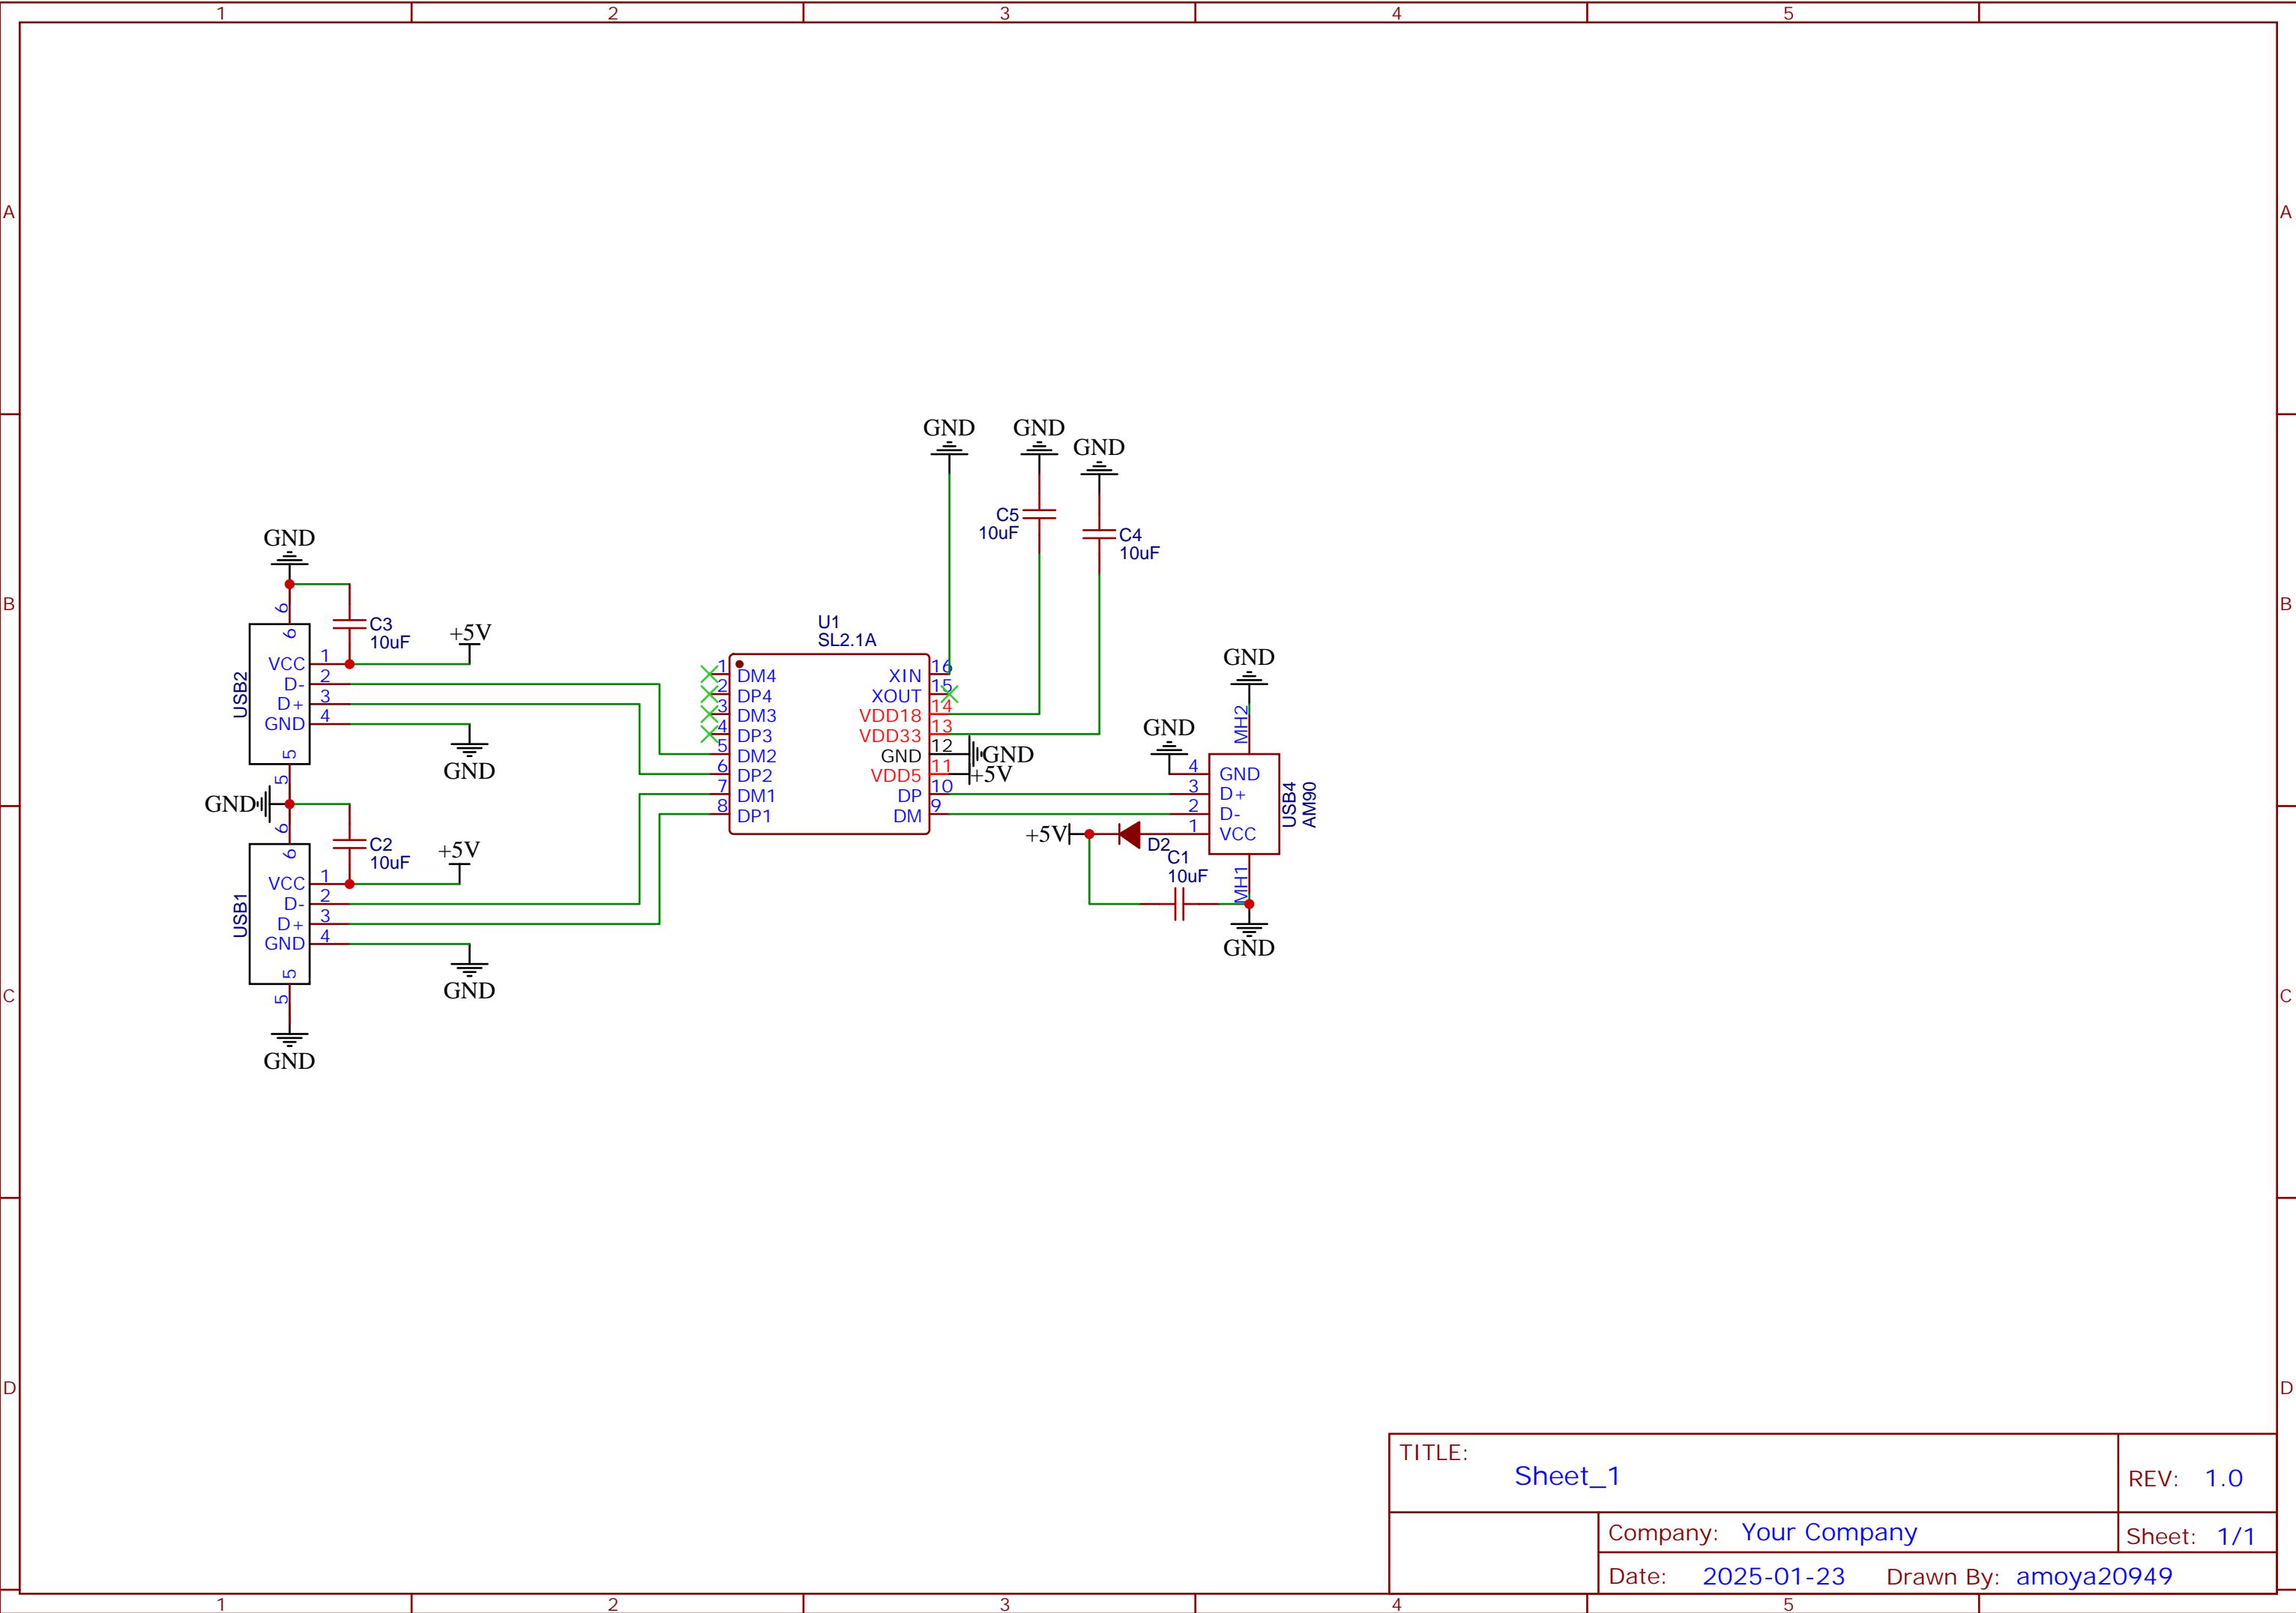 1 2 3 4 5
A A
B B
C C
D D
GND GND
GND
C5
10uF
C4
10uF
GND
6
6
C3
10uF
+5V
USB2
VCC 1
D- 2
D+ 3
GND 4
5
5
GND
GND
6
6
C2
10uF
+5V
USB1
VCC 1
D- 2
D+ 3
GND 4
5
5
GND
GND
U1
SL2.1A
1 DM4 XIN 16
2 DP4 XOUT 15
3 DM3 VDD18 14
4 DP3 VDD33 13
5 DM2 GND 12 GND
6 DP2 VDD5 11 +5V
7 DM1 DP 10
8 DP1 DM 9
GND
MH2
GND
4 GND
3 D+
2 D-
1 VCC
USB4
AM90
+5V
D2
C1
10uF
MH1
GND
TITLE:
Sheet_1
REV: 1.0
Company: Your Company
Sheet: 1/1
Date: 2025-01-23
Drawn By: amoya20949
1 2 3 4 5